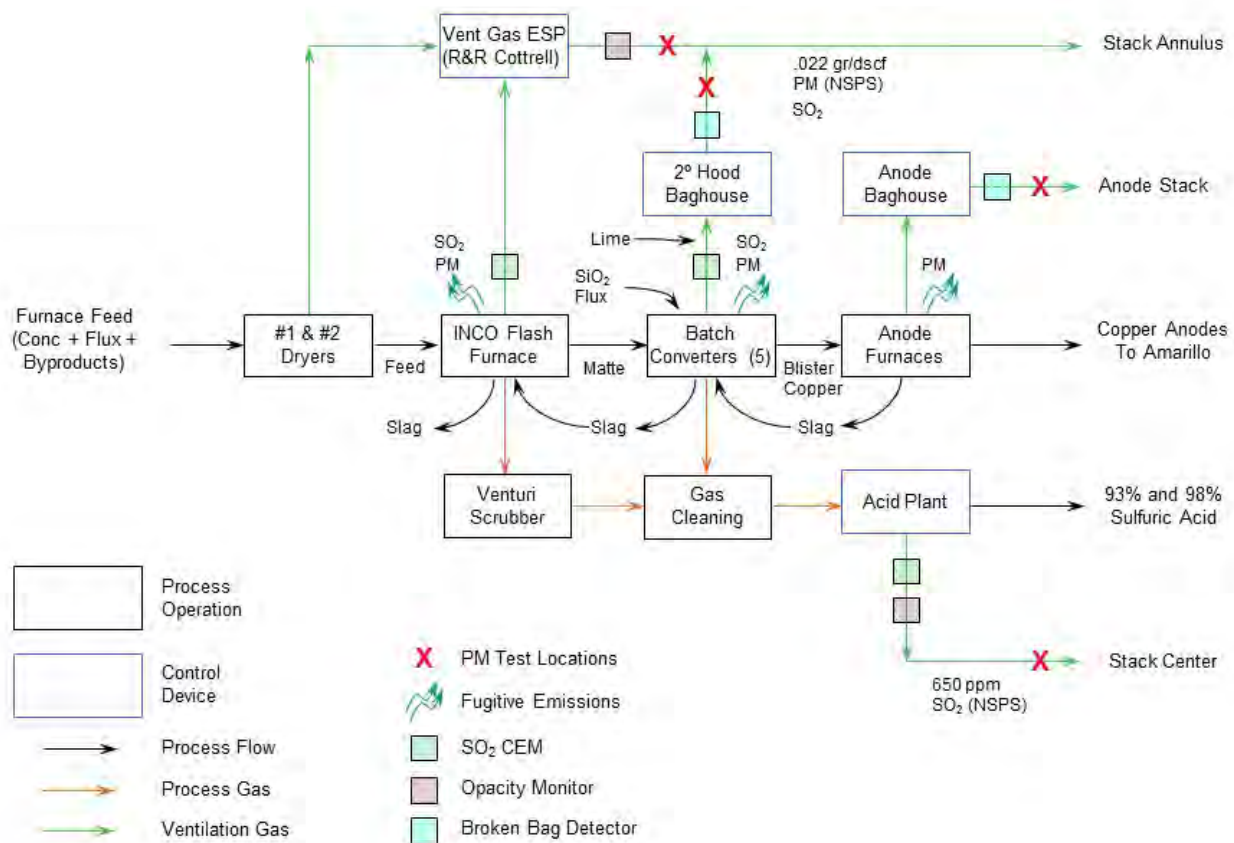 Vent Gas ESP
(R&R Cottrell)
Stack Annulus
.022 gr/dscf
PM (NSPS)
SO₂
2º Hood
Baghouse
Anode
Baghouse
Anode Stack
Lime
SO₂
PM
SO₂
PM
PM
SiO₂
Flux
Furnace Feed
(Conc + Flux +
Byproducts)
#1 & #2
Dryers
Feed
INCO Flash
Furnace
Matte
Batch
Converters (5)
Blister
Copper
Anode
Furnaces
Copper Anodes
To Amarillo
Slag
Slag
Slag
Venturi
Scrubber
Gas
Cleaning
Acid Plant
93% and 98%
Sulfuric Acid
Process
Operation
Control
Device
Process Flow
Process Gas
Ventilation Gas
X PM Test Locations
Fugitive Emissions
SO₂ CEM
Opacity Monitor
Broken Bag Detector
650 ppm
SO₂ (NSPS)
Stack Center